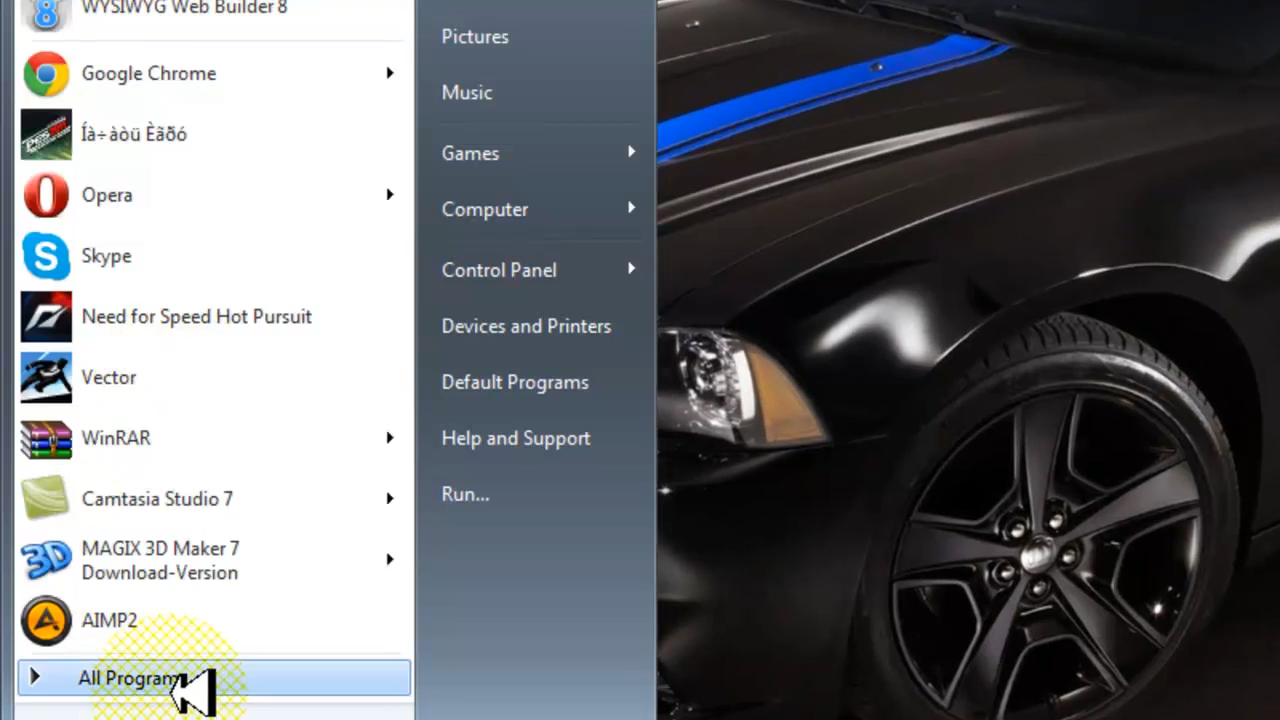 WYSIWYG Web Builder 8
Google Chrome
Íà÷àòü Èãðó
Opera
Skype
Need for Speed Hot Pursuit
Vector
WinRAR
Camtasia Studio 7
MAGIX 3D Maker 7
Download-Version
AIMP2
All Program
Pictures
Music
Games
Computer
Control Panel
Devices and Printers
Default Programs
Help and Support
Run...